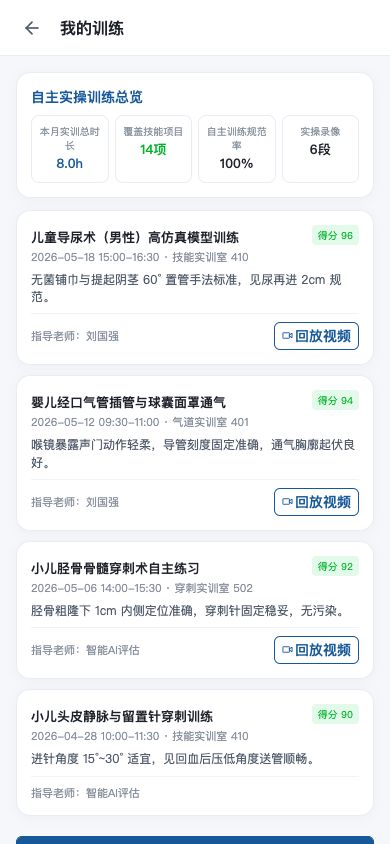 我的训练
自主实操训练总览
本月实训总时
长
8.0h
覆盖技能项目
14项
自主训练规范
率
100%
实操录像
6段
儿童导尿术（男性）高仿真模型训练
得分 96
2026-05-18 15:00-16:30 · 技能实训室 410
无菌铺巾与提起阴茎 60° 置管手法标准，见尿再进 2cm 规
范。
指导老师：刘国强
回放视频
婴儿经口气管插管与球囊面罩通气
得分 94
2026-05-12 09:30-11:00 · 气道实训室 401
喉镜暴露声门动作轻柔，导管刻度固定准确，通气胸廓起伏良
好。
指导老师：刘国强
回放视频
小儿胫骨骨髓穿刺术自主练习
得分 92
2026-05-06 14:00-15:30 · 穿刺实训室 502
胫骨粗隆下 1cm 内侧定位准确，穿刺针固定稳妥，无污染。
指导老师：智能AI评估
回放视频
小儿头皮静脉与留置针穿刺训练
得分 90
2026-04-28 10:00-11:30 · 技能实训室 410
进针角度 15°~30° 适宜，见回血后压低角度送管顺畅。
指导老师：智能AI评估